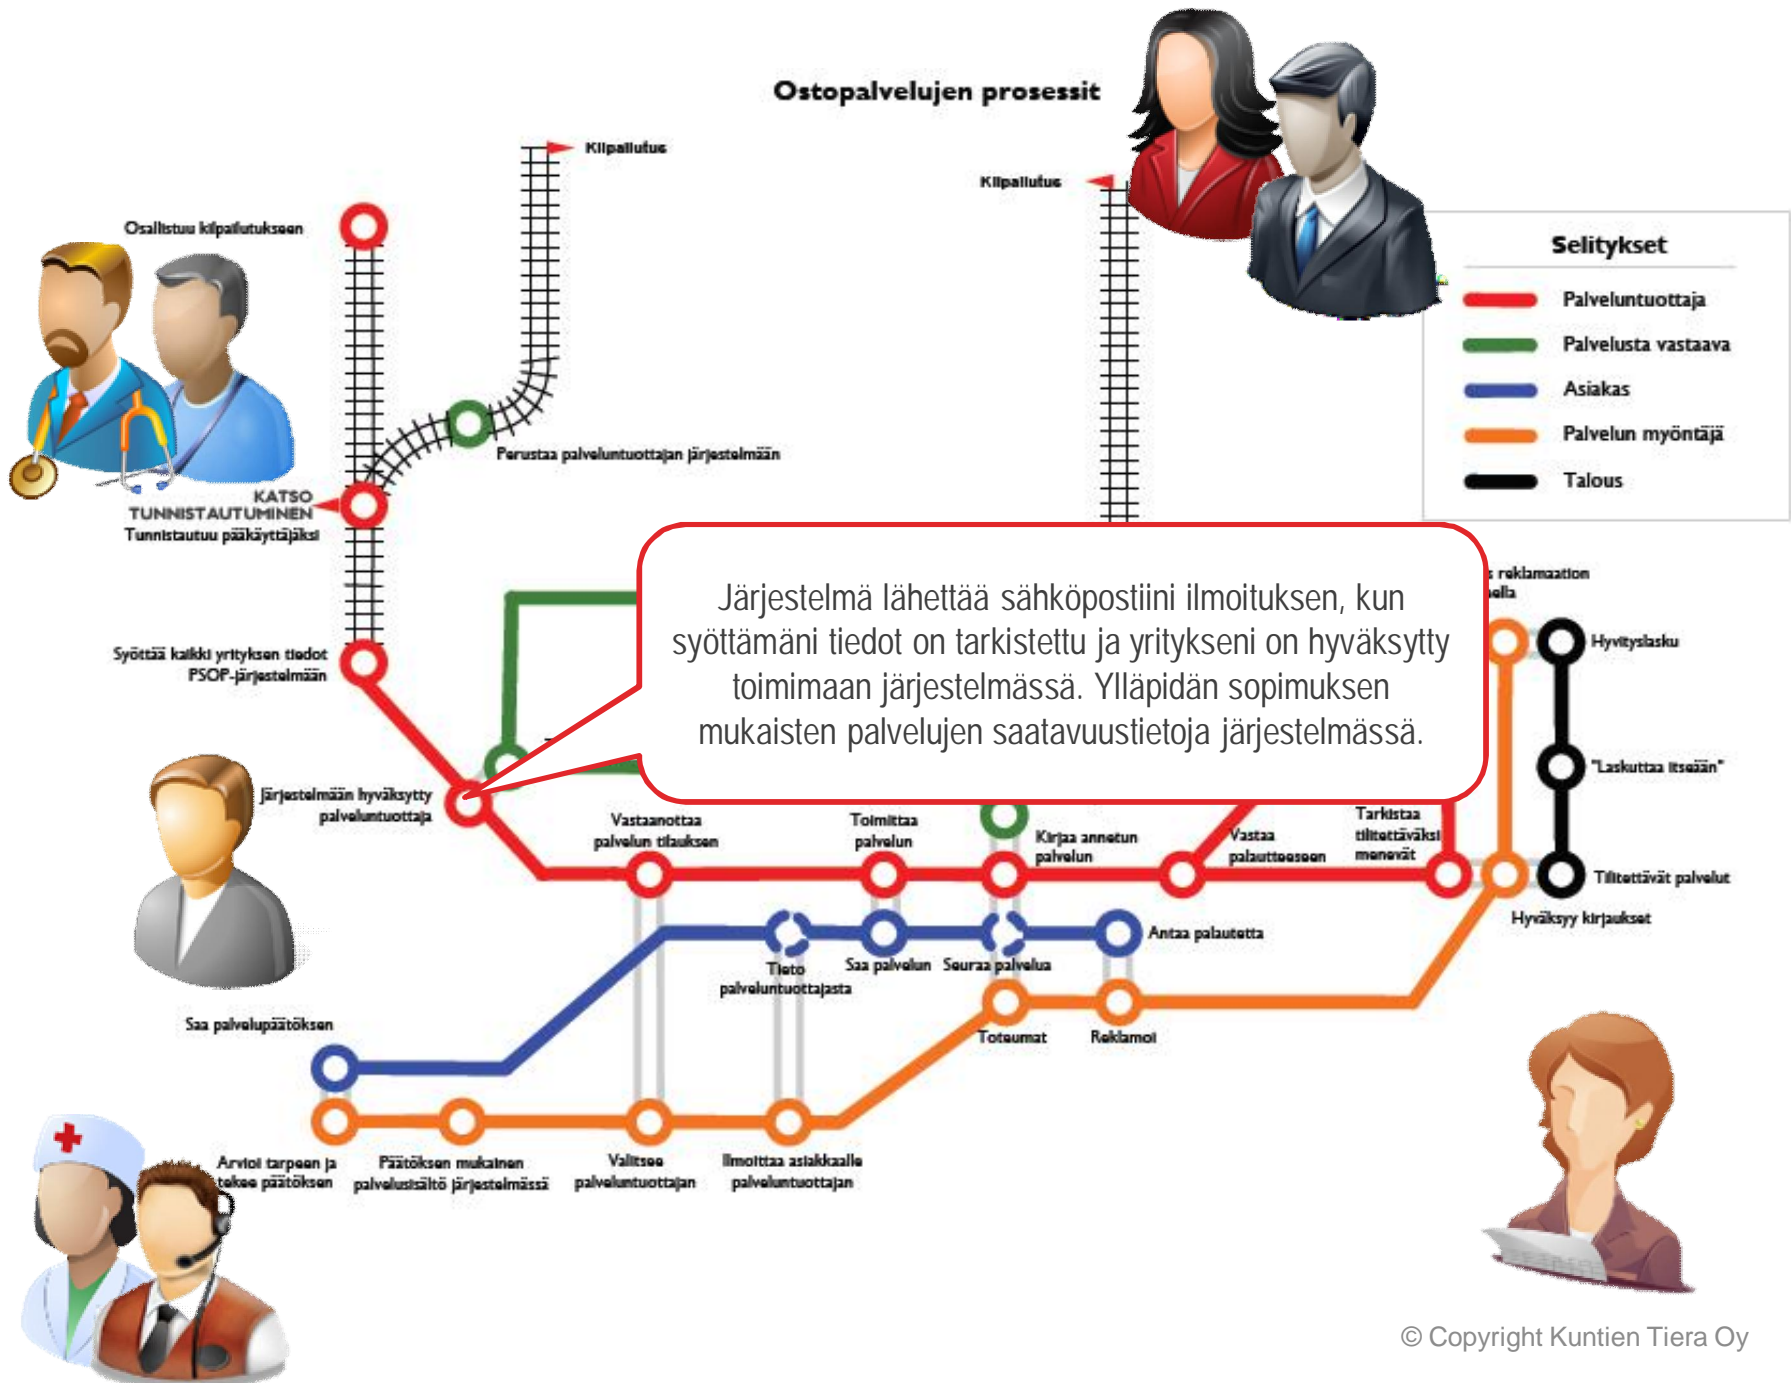 Ostopalvelujen prosessit
Kilpailutus
Kilpailutus
Osallistuu kilpailutukseen
Selitykset
Palveluntuottaja
Palvelusta vastaava
Asiakas
Palvelun myöntäjä
Talous
Perustaa palveluntuottajan järjestelmään
KATSO
TUNNISTAUTUMINEN
Tunnistautuu pääkäyttäjäksi
Järjestelmä lähettää sähköpostiini ilmoituksen, kun
syöttämäni tiedot on tarkistettu ja yritykseni on hyväksytty
toimimaan järjestelmässä. Ylläpidän sopimuksen
mukaisten palvelujen saatavuustietoja järjestelmässä.
reklamaation
Syöttää kaikki yrityksen tiedot
PSOP-järjestelmään
Hyvityslasku
"Laskuttaa itseään"
Järjestelmään hyväksytty
palveluntuottaja
Vastaanottaa
palvelun tilauksen
Toimittaa
palvelun
Kirjaa annetun
palvelun
Vastaa
palautteeseen
Tarkistaa
tilitettäväksi
menevät
Tilitettävät palvelut
Hyväksyy kirjaukset
Antaa palautetta
Tieto
palveluntuottajasta
Saa palvelun
Seuraa palvelua
Saa palvelupäätöksen
Toteumat
Reklamoi
Arvioi tarpeen ja
tekee päätöksen
Päätöksen mukainen
palvelusisältö järjestelmässä
Valitsee
palveluntuottajan
Ilmoittaa asiakkaalle
palveluntuottajan
© Copyright Kuntien Tiera Oy